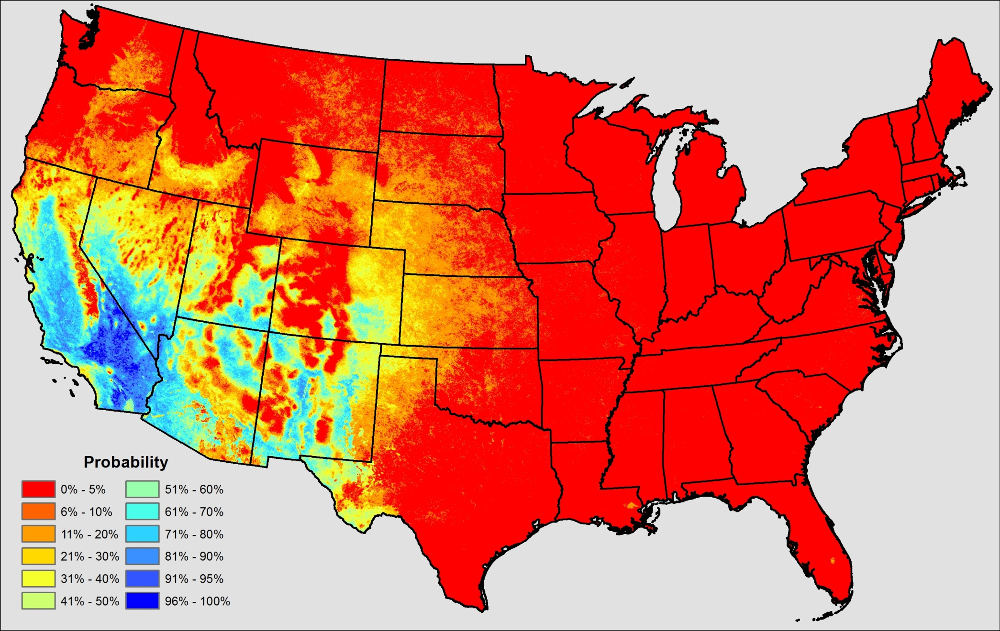 Probability
0% - 5%
6% - 10%
11% - 20%
21% - 30%
31% - 40%
41% - 50%
51% - 60%
61% - 70%
71% - 80%
81% - 90%
91% - 95%
96% - 100%